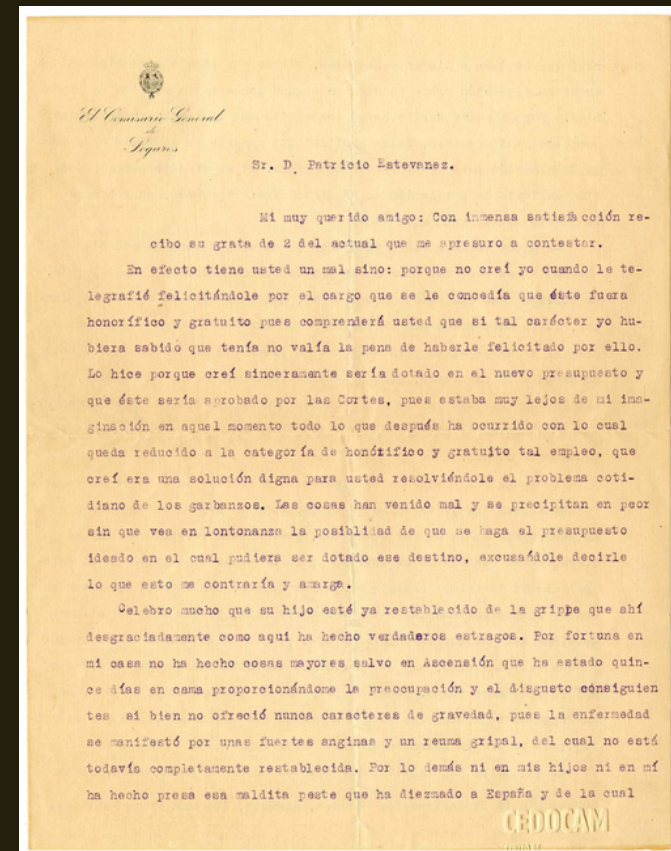 El Comisario General
de
Seguros
Sr. D. Patricio Estevanez.
Mi muy querido amigo: Con inmensa satisfacción re-
cibo su grata de 2 del actual que me apresuro a contestar.
En efecto tiene usted un mal sino: porque no creí yo cuando le te-
legrafié felicitándole por el cargo que se le concedía que éste fuera
honorífico y gratuito pues comprenderá usted que si tal carácter yo hu-
biera sabido que tenía no valía la pena de haberle felicitado por ello.
Lo hice porque creí sinceramente sería dotado en el nuevo presupuesto y
que éste sería aprobado por las Cortes, pues estaba muy lejos de mi ima-
ginación en aquel momento todo lo que después ha ocurrido con lo cual
queda reducido a la categoría de honótifico y gratuito tal empleo, que
creí era una solución digna para usted resolviéndole el problema coti-
diano de los garbanzos. Las cosas han venido mal y se precipitan en peor
sin que vea en lontonanza la posiblidad de que se haga el presupuesto
ideado en el cual pudiera ser dotado ese destino, excusándole decirle
lo que esto me contraría y amarga.
Celebro mucho que su hijo esté ya restablecido de la grippe que ahí
desgraciadamente como aquí ha hecho verdaderos estragos. Por fortuna en
mi casa no ha hecho cosas mayores salvo en Ascensión que ha estado quin-
ce días en cama proporcionándome la preocupación y el disgusto consiguien
tes si bien no ofreció nunca caracteres de gravedad, pues la enfermedad
se manifestó por unas fuertes anginas y un reuma gripal, del cual no está
todavía completamente restablecida. Por lo demás ni en mis hijos ni en mí
ha hecho presa esa maldita peste que ha diezmado a España y de la cual
CEDOCAM